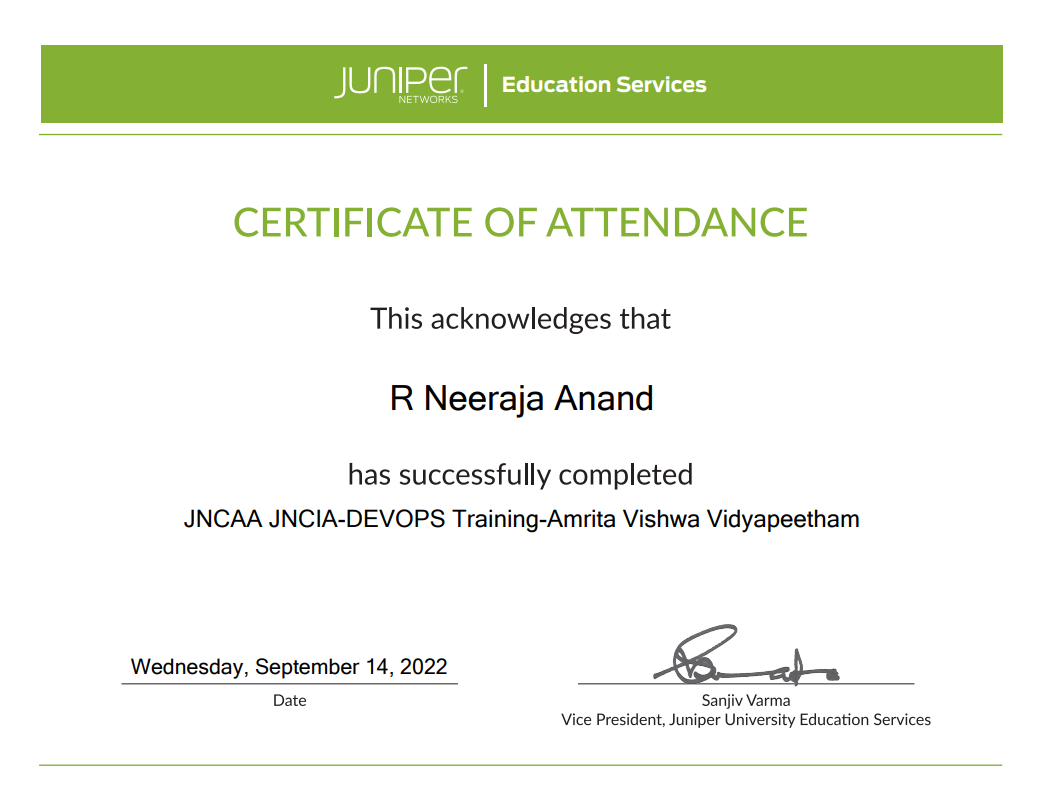 JUNIPER NETWORKS | Education Services
CERTIFICATE OF ATTENDANCE
This acknowledges that
R Neeraja Anand
has successfully completed
JNCAA JNCIA-DEVOPS Training-Amrita Vishwa Vidyapeetham
Wednesday, September 14, 2022
Date
Sanjiv Varma
Vice President, Juniper University Education Services